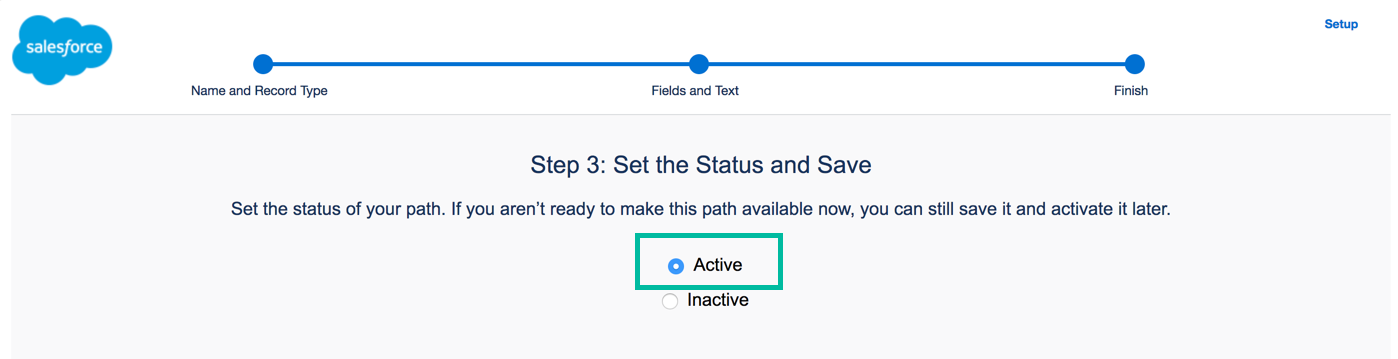 salesforce
Setup
Name and Record Type
Fields and Text
Finish
Step 3: Set the Status and Save
Set the status of your path. If you aren’t ready to make this path available now, you can still save it and activate it later.
Active
Inactive